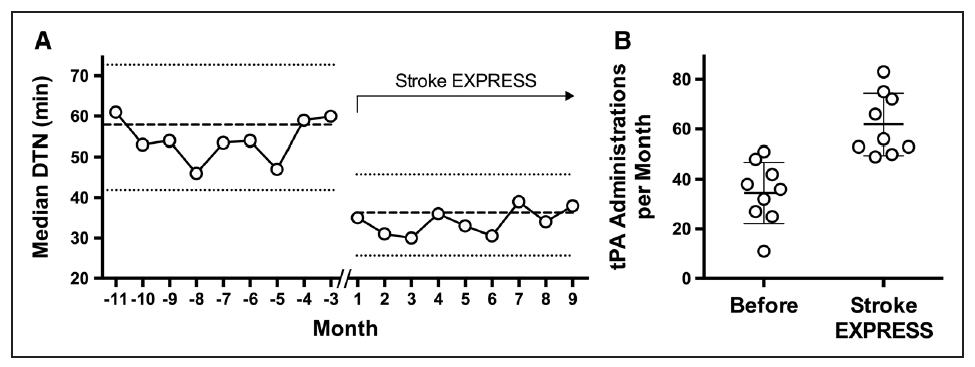 A
B
Median DTN (min)
70
60
50
40
30
20
Stroke EXPRESS
-11 -10 -9 -8 -7 -6 -5 -4 -3 1 2 3 4 5 6 7 8 9
Month
tPA Administrations
per Month
80
60
40
20
0
Before
Stroke
EXPRESS